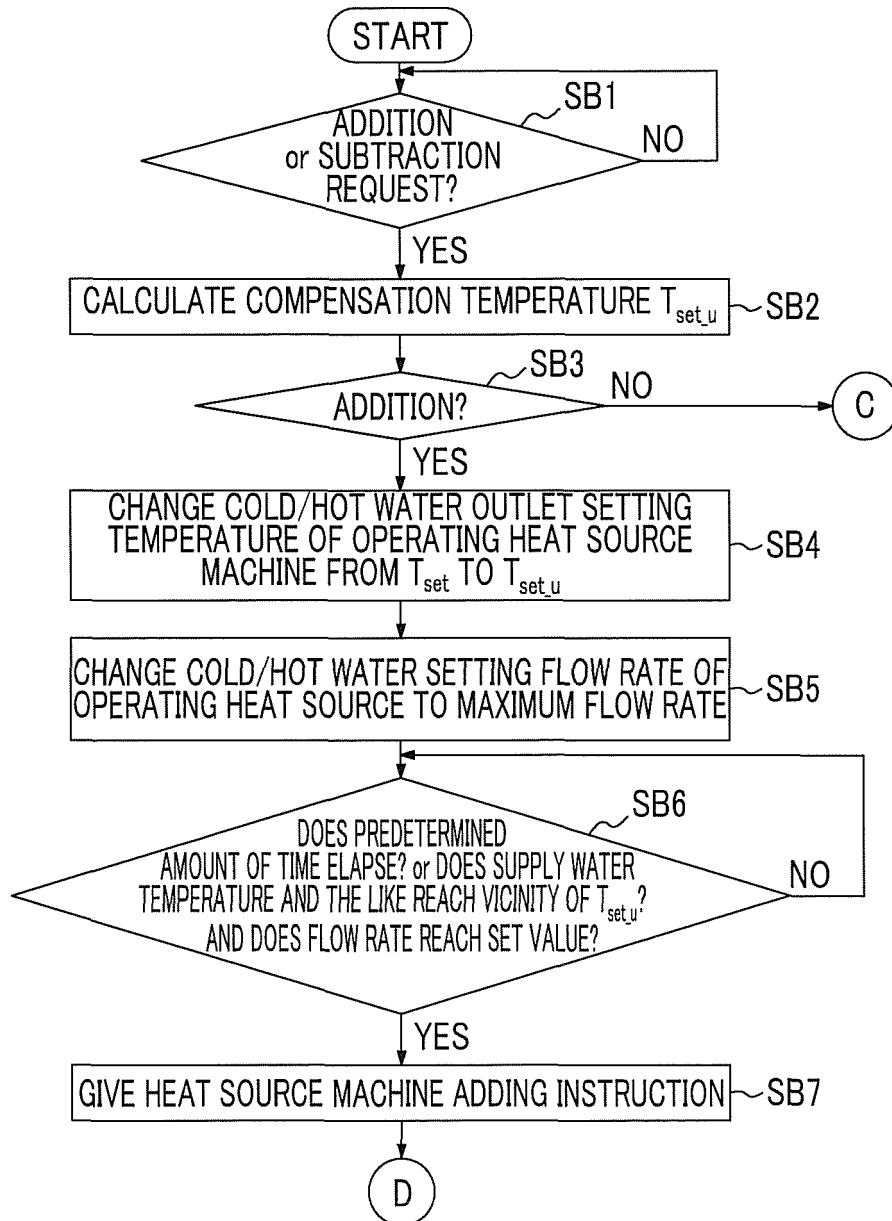 START
SB1
ADDITION
or SUBTRACTION
REQUEST?
NO
YES
CALCULATE COMPENSATION TEMPERATURE T_set_u
SB2
SB3
ADDITION?
NO
C
YES
CHANGE COLD/HOT WATER OUTLET SETTING
TEMPERATURE OF OPERATING HEAT SOURCE
MACHINE FROM T_set TO T_set_u
SB4
CHANGE COLD/HOT WATER SETTING FLOW RATE OF
OPERATING HEAT SOURCE TO MAXIMUM FLOW RATE
SB5
SB6
DOES PREDETERMINED
AMOUNT OF TIME ELAPSE? or DOES SUPPLY WATER
TEMPERATURE AND THE LIKE REACH VICINITY OF T_set_u?
AND DOES FLOW RATE REACH SET VALUE?
NO
YES
GIVE HEAT SOURCE MACHINE ADDING INSTRUCTION
SB7
D